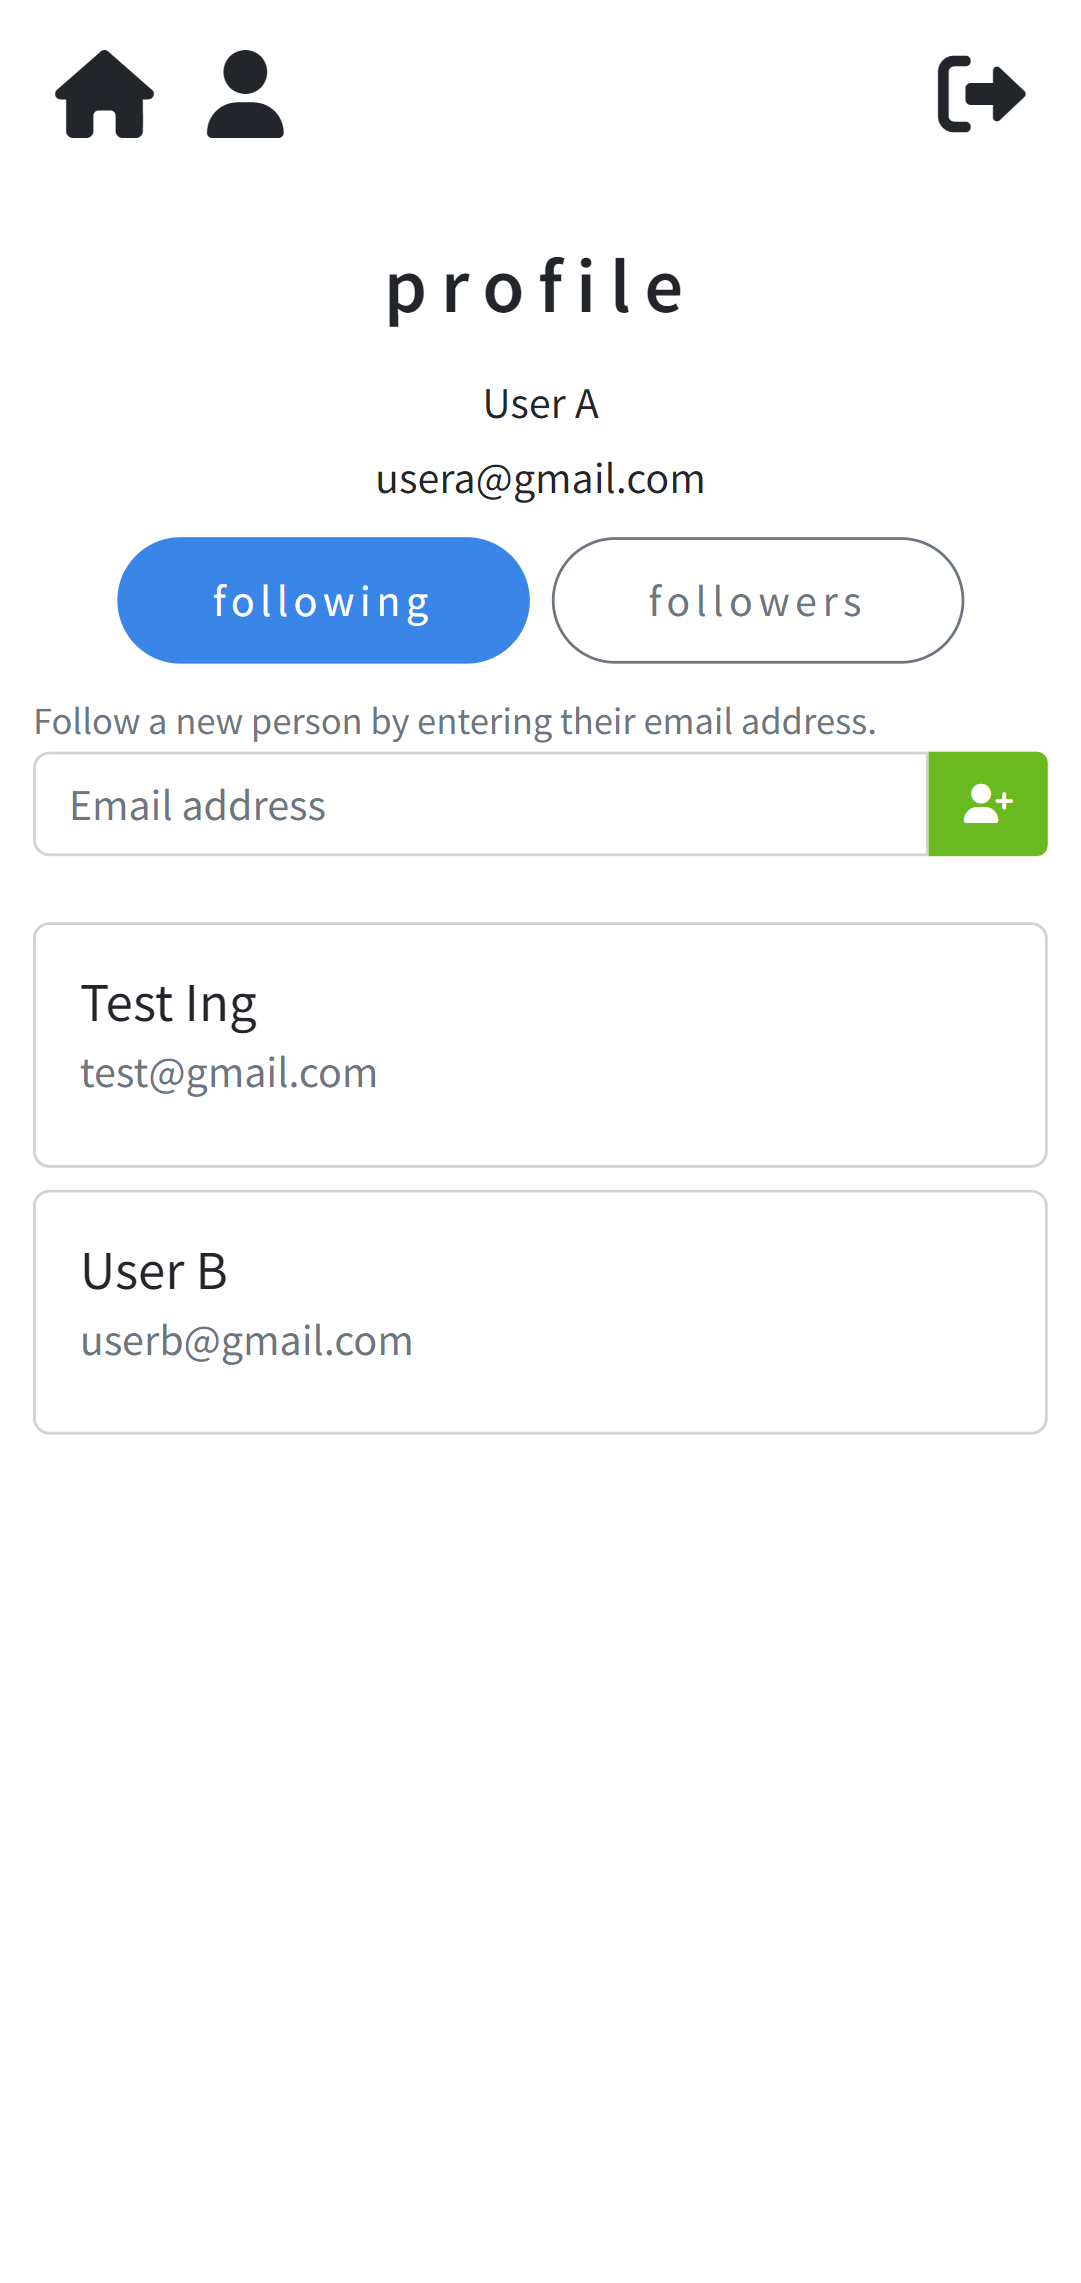 profile
User A
usera@gmail.com
following followers
Follow a new person by entering their email address.
Email address
Test Ing
test@gmail.com
User B
userb@gmail.com